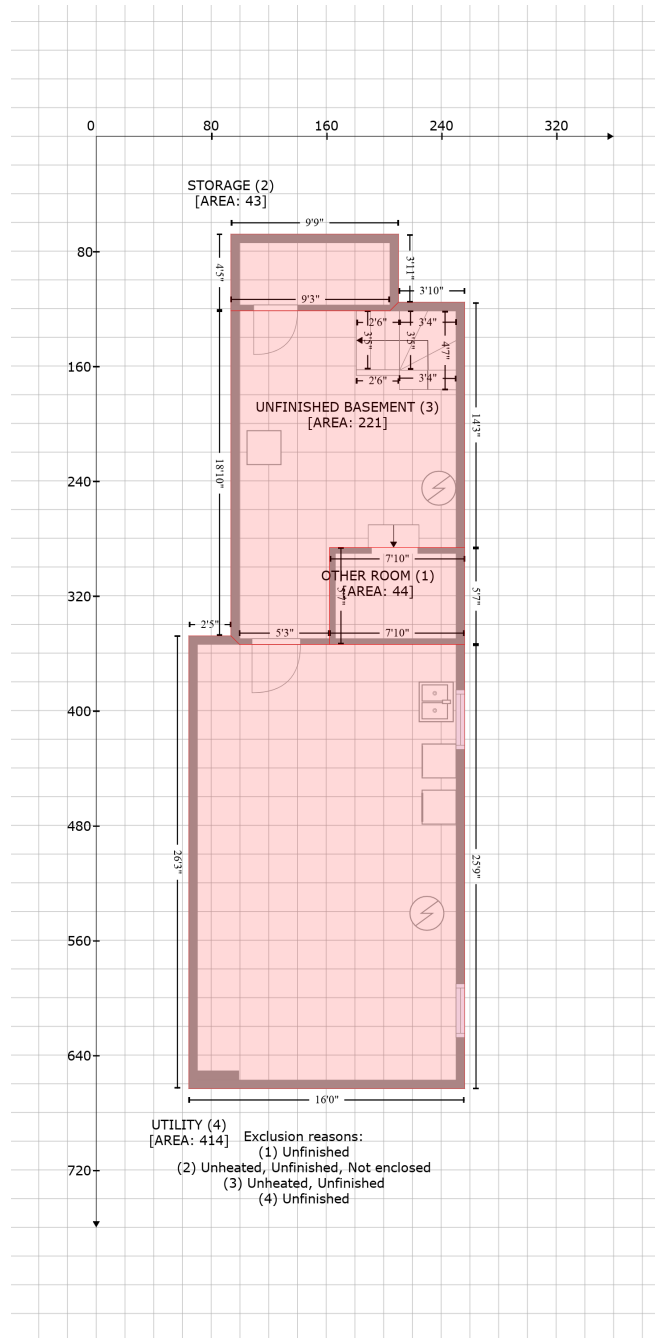 0 80 160 240 320
STORAGE (2)
[AREA: 43]
9'9"
80
4'5"
3'11"
3'10"
9'3"
2'6" 3'4"
3'5"
3'5"
4'7"
160
2'6" 3'4"
UNFINISHED BASEMENT (3)
[AREA: 221]
14'3"
18'10"
240
7'10"
OTHER ROOM (1)
[AREA: 44]
5'7"
5'7"
320
2'5"
5'3"
7'10"
400
480
26'3"
25'9"
560
640
16'0"
UTILITY (4)
[AREA: 414]
Exclusion reasons:
(1) Unfinished
(2) Unheated, Unfinished, Not enclosed
(3) Unheated, Unfinished
(4) Unfinished
720